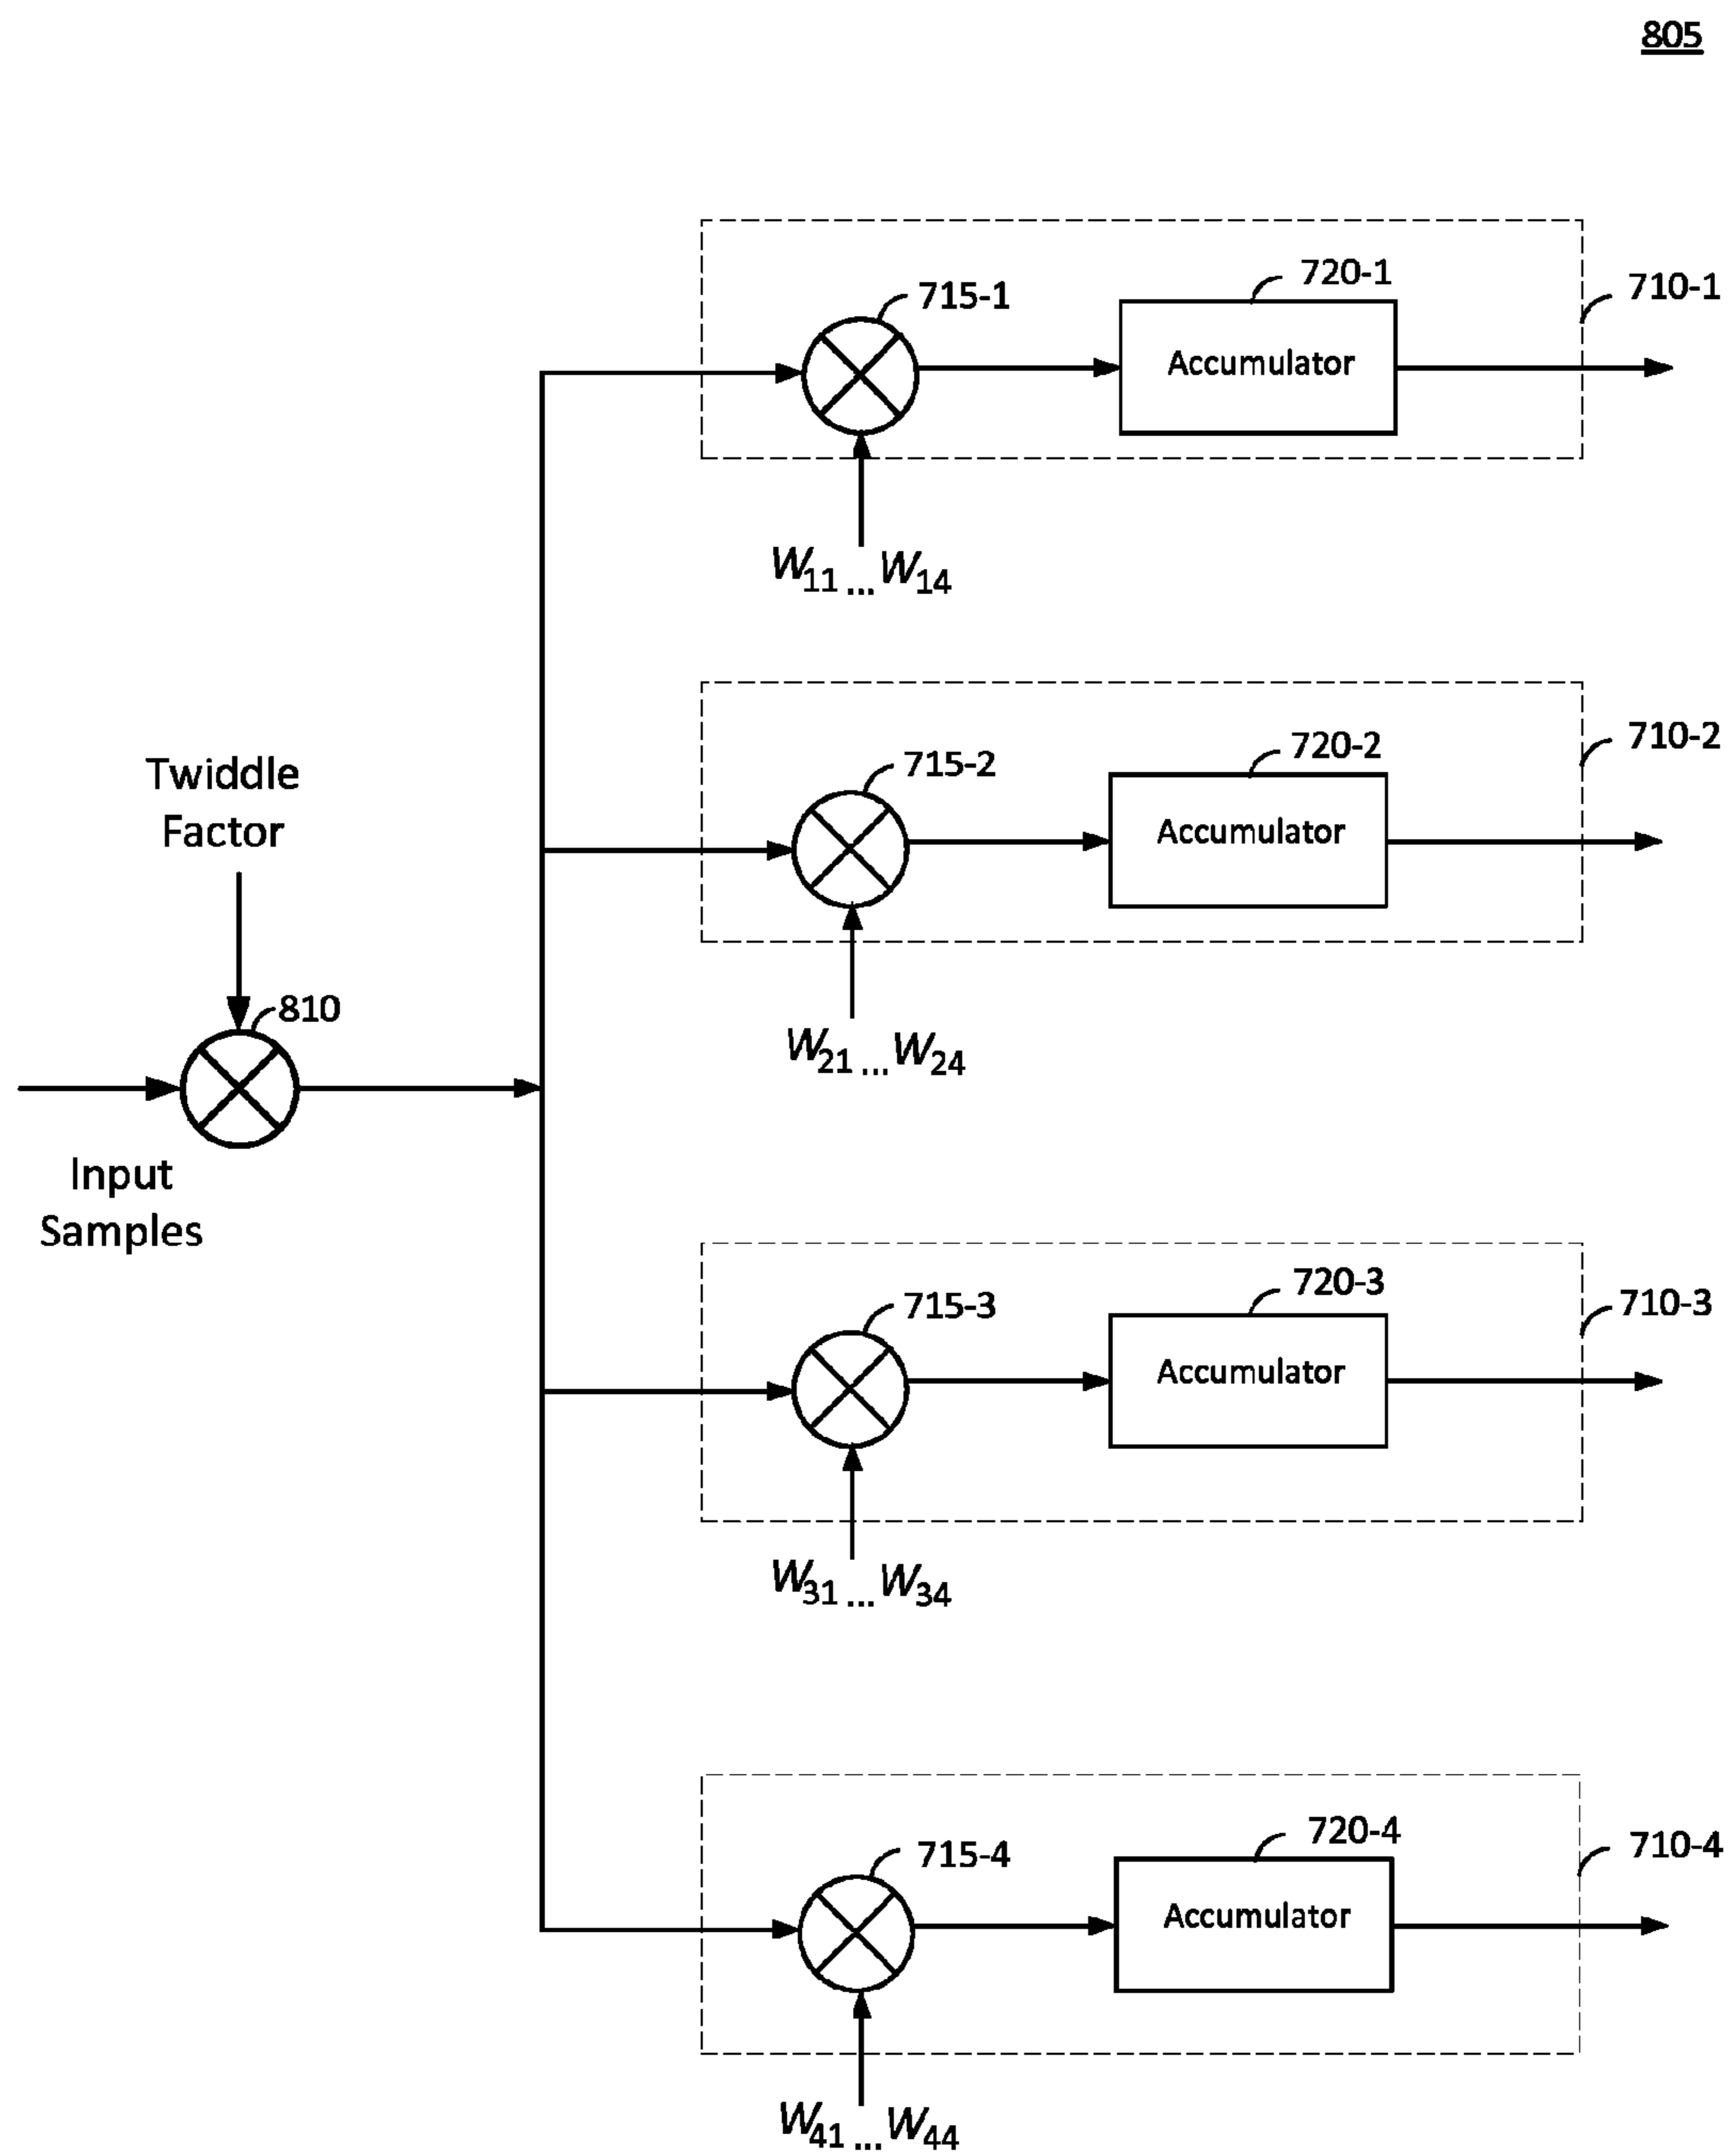 805
720-1
715-1
710-1
Accumulator
W11 ... W14
720-2
715-2
710-2
Accumulator
Twiddle
Factor
W21 ... W24
810
Input
Samples
720-3
715-3
710-3
Accumulator
W31 ... W34
720-4
715-4
710-4
Accumulator
W41 ... W44